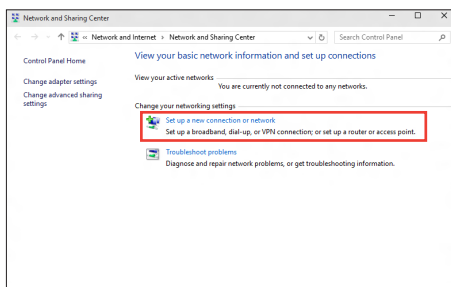 Network and Sharing Center
« Network and Internet › Network and Sharing Center
Search Control Panel
Control Panel Home
Change adapter settings
Change advanced sharing
settings
View your basic network information and set up connections
View your active networks
You are currently not connected to any networks.
Change your networking settings
Set up a new connection or network
Set up a broadband, dial-up, or VPN connection; or set up a router or access point.
Troubleshoot problems
Diagnose and repair network problems, or get troubleshooting information.